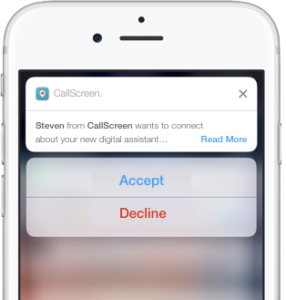 CallScreen.
Steven from CallScreen wants to connect
about your new digital assistant... Read More
Accept
Decline